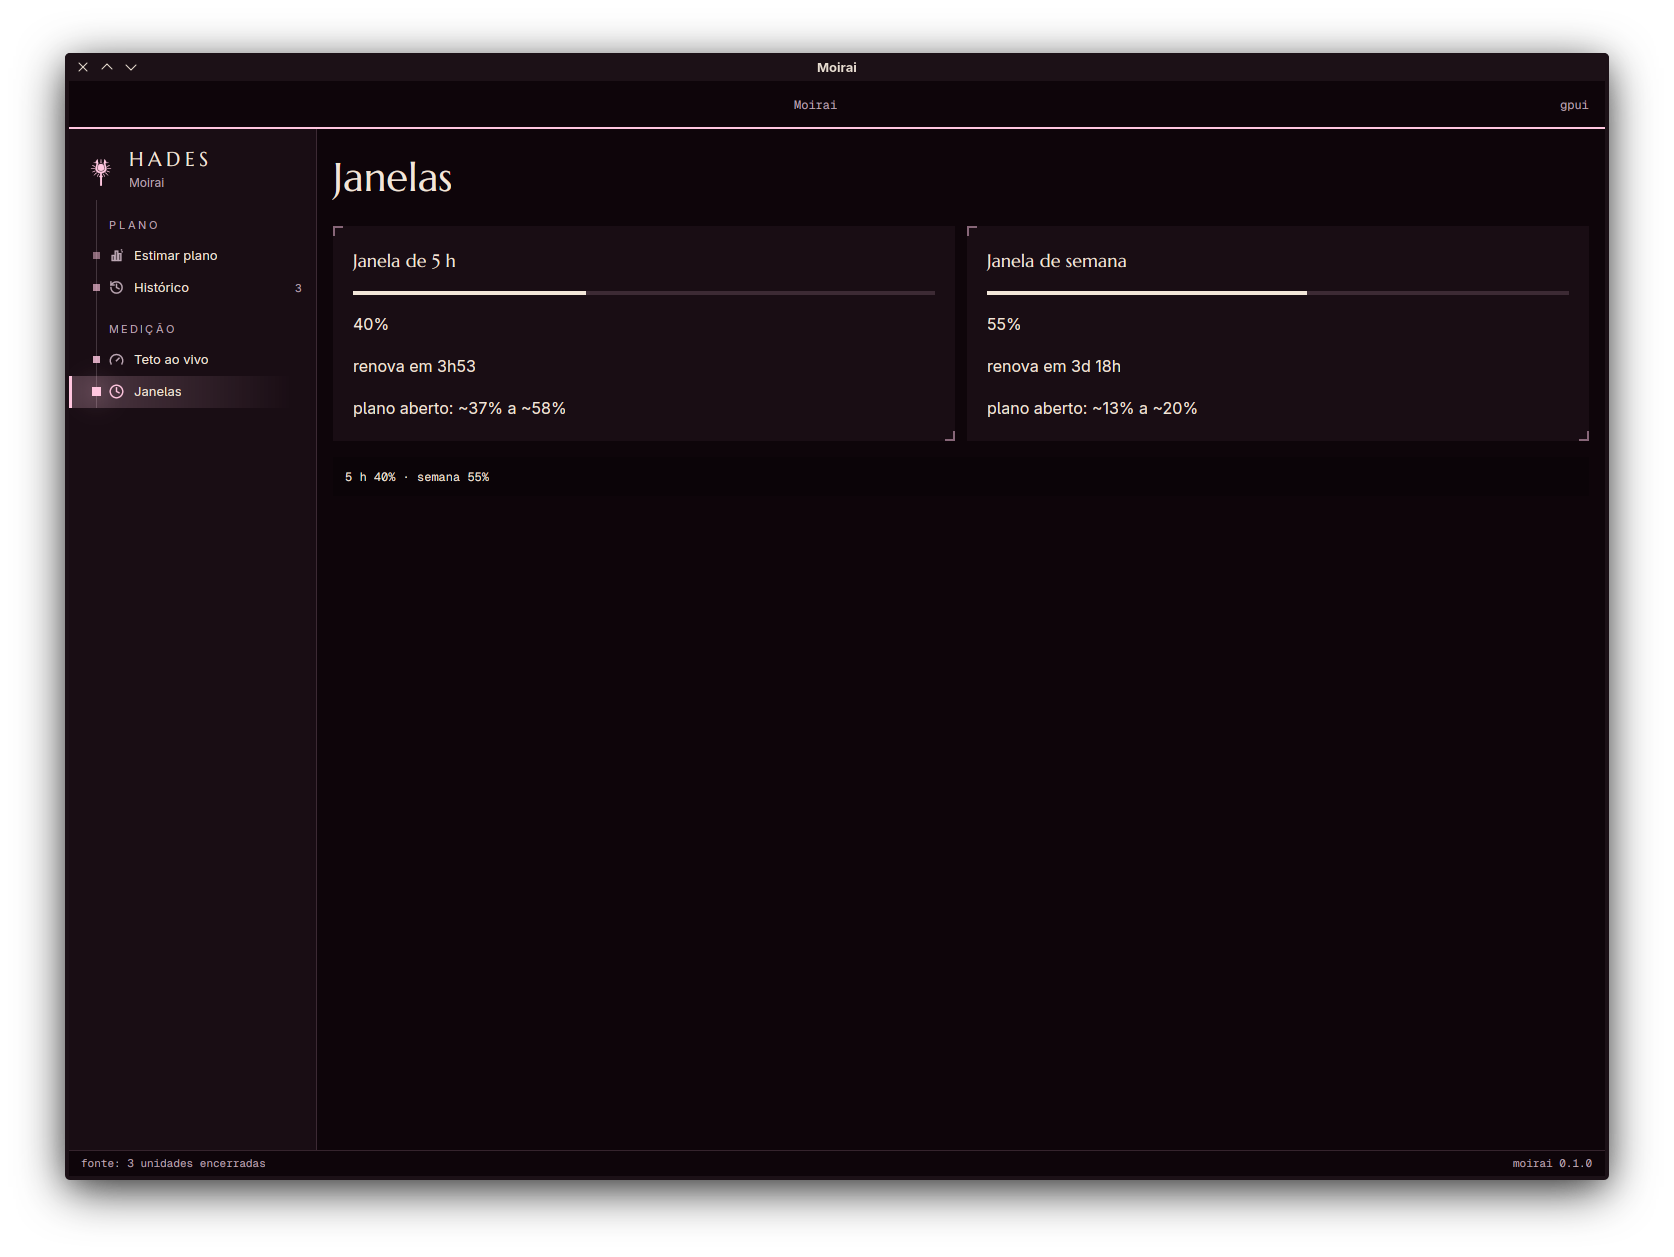 Moirai
Moirai
gpui
HADES
Moirai
PLANO
Estimar plano
Histórico 3
MEDIÇÃO
Teto ao vivo
Janelas
Janelas
Janela de 5 h
40%
renova em 3h53
plano aberto: ~37% a ~58%
Janela de semana
55%
renova em 3d 18h
plano aberto: ~13% a ~20%
5 h 40% · semana 55%
fonte: 3 unidades encerradas
moirai 0.1.0